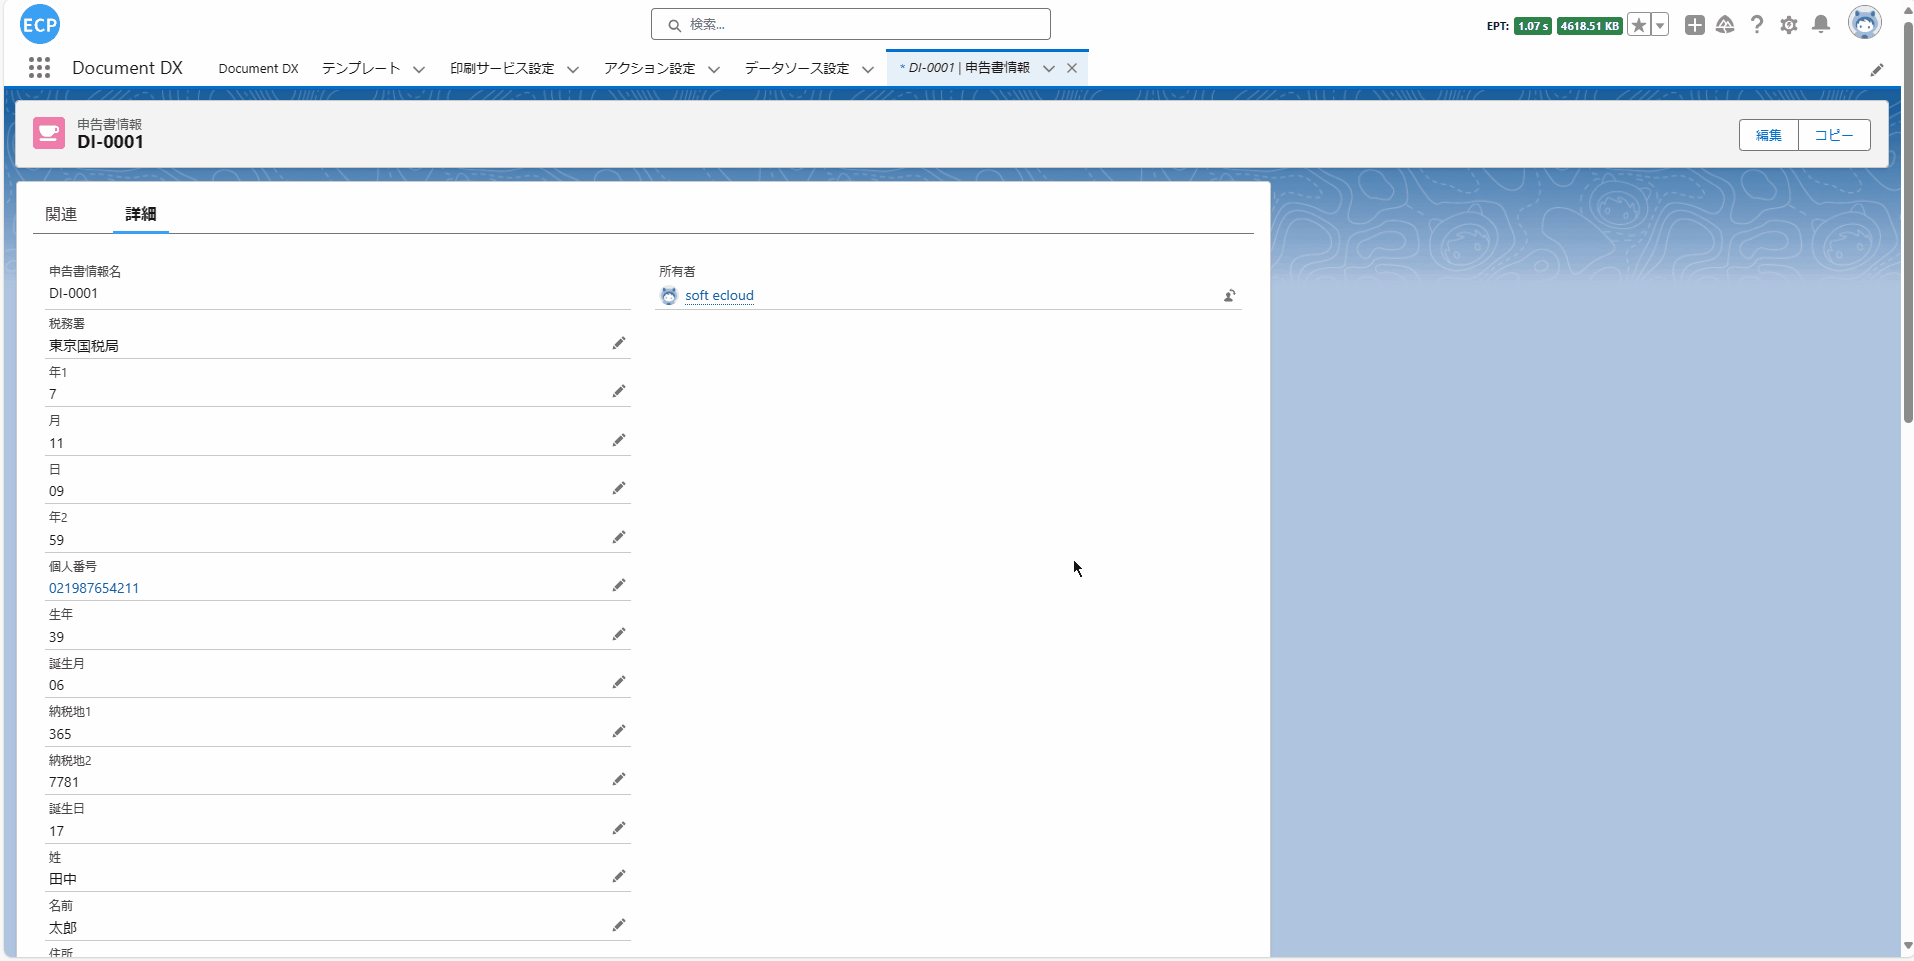 ECP
検索...
EPT: 1.07 s 4618.51 KB
Document DX
Document DX テンプレート 印刷サービス設定 アクション設定 データソース設定 * DI-0001 | 申告書情報
申告書情報
DI-0001
編集 コピー
関連 詳細
申告書情報名
DI-0001
所有者
soft ecloud
税務署
東京国税局
年1
7
月
11
日
09
年2
59
個人番号
021987654211
生年
39
誕生月
06
納税地1
365
納税地2
7781
誕生日
17
姓
田中
名前
太郎
住所